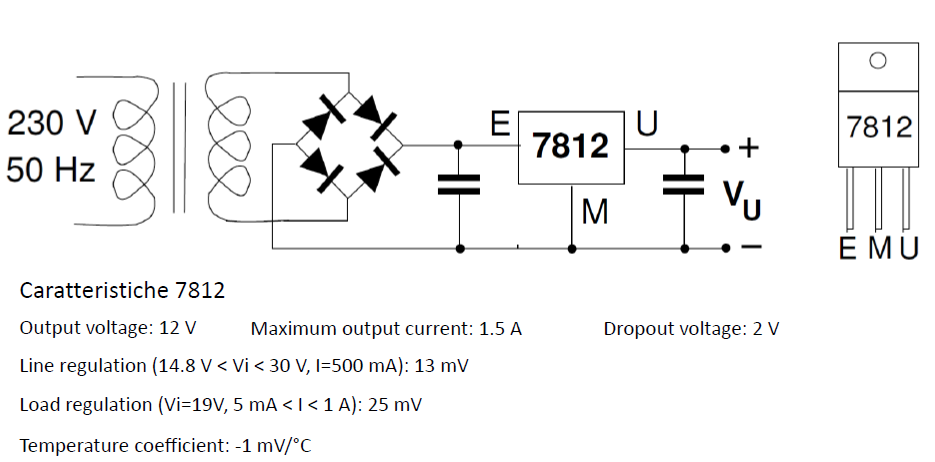 230 V
50 Hz
E
7812
U
M
+
VU
−
7812
E M U
Caratteristiche 7812
Output voltage: 12 V Maximum output current: 1.5 A Dropout voltage: 2 V
Line regulation (14.8 V < Vi < 30 V, I=500 mA): 13 mV
Load regulation (Vi=19V, 5 mA < I < 1 A): 25 mV
Temperature coefficient: -1 mV/°C